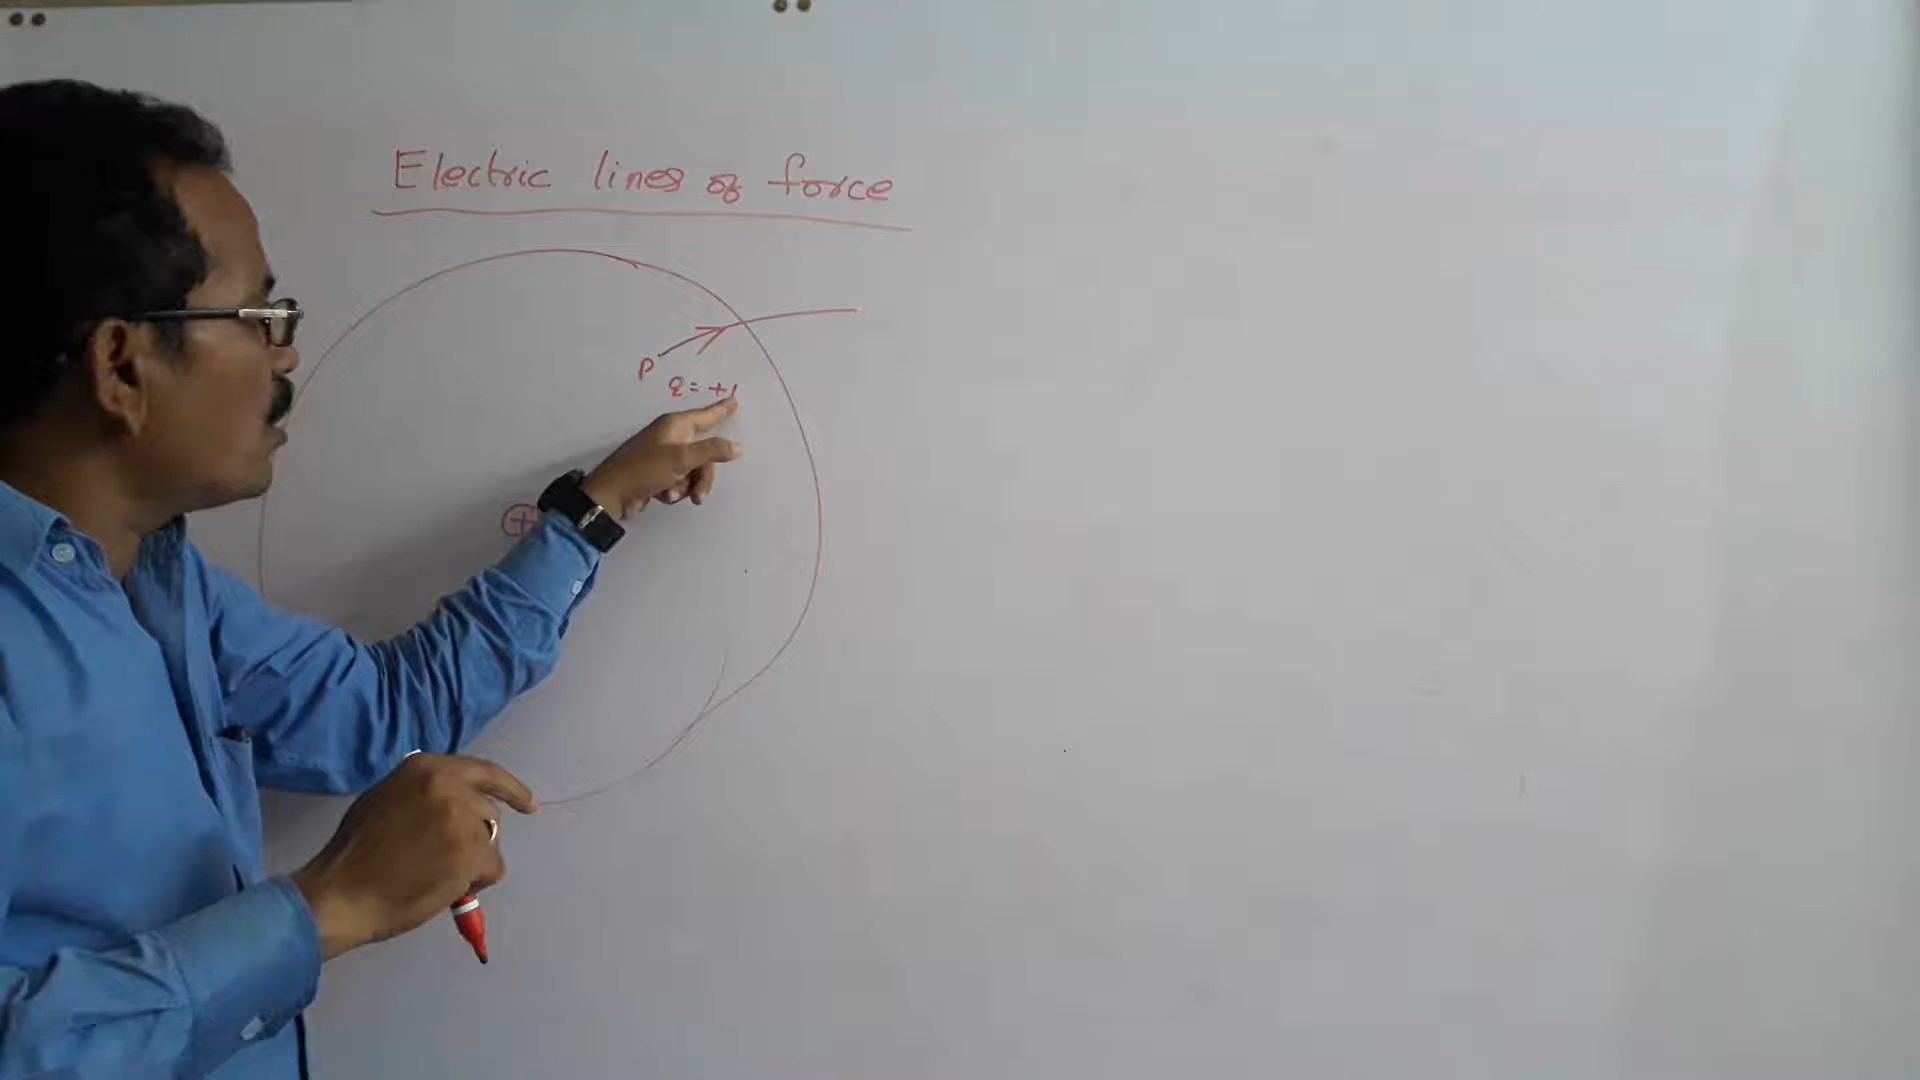 Electric lines of force
P
q = +1
+